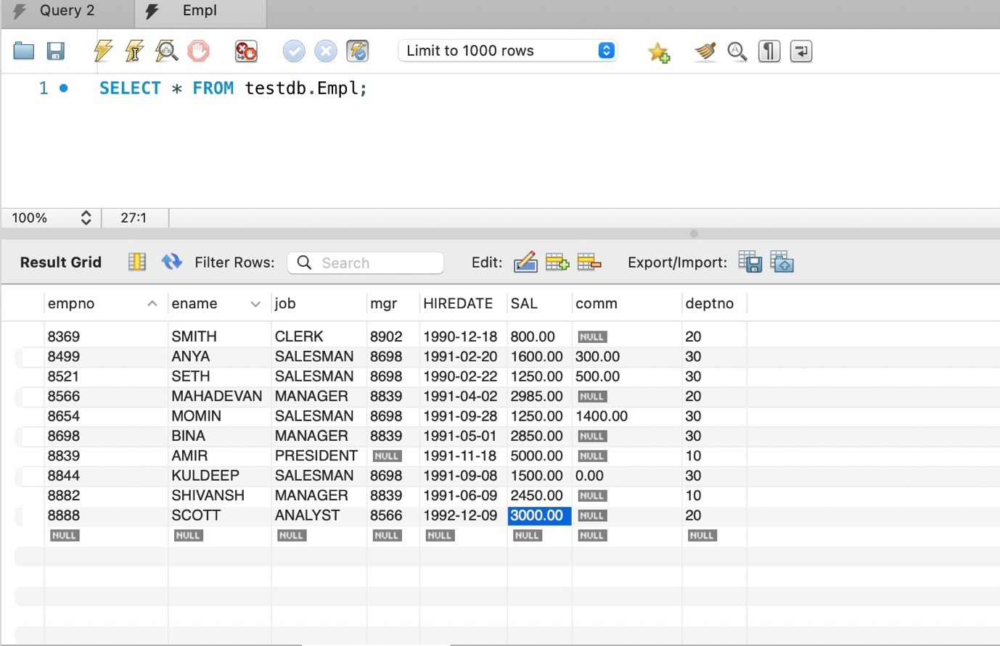 Query 2 Empl
Limit to 1000 rows
1 SELECT * FROM testdb.Empl;
100% 27:1
Result Grid Filter Rows: Search Edit: Export/Import:
empno ename job mgr HIREDATE SAL comm deptno
8369 SMITH CLERK 8902 1990-12-18 800.00 NULL 20
8499 ANYA SALESMAN 8698 1991-02-20 1600.00 300.00 30
8521 SETH SALESMAN 8698 1990-02-22 1250.00 500.00 30
8566 MAHADEVAN MANAGER 8839 1991-04-02 2985.00 NULL 20
8654 MOMIN SALESMAN 8698 1991-09-28 1250.00 1400.00 30
8698 BINA MANAGER 8839 1991-05-01 2850.00 NULL 30
8839 AMIR PRESIDENT NULL 1991-11-18 5000.00 NULL 10
8844 KULDEEP SALESMAN 8698 1991-09-08 1500.00 0.00 30
8882 SHIVANSH MANAGER 8839 1991-06-09 2450.00 NULL 10
8888 SCOTT ANALYST 8566 1992-12-09 3000.00 NULL 20
NULL NULL NULL NULL NULL NULL NULL NULL